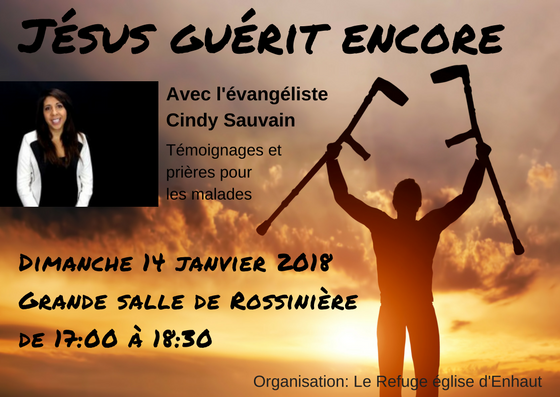 Jésus guérit encore
Avec l'évangéliste
Cindy Sauvain
Témoignages et
prières pour
les malades
Dimanche 14 janvier 2018
Grande salle de Rossinière
de 17:00 à 18:30
Organisation: Le Refuge église d'Enhaut